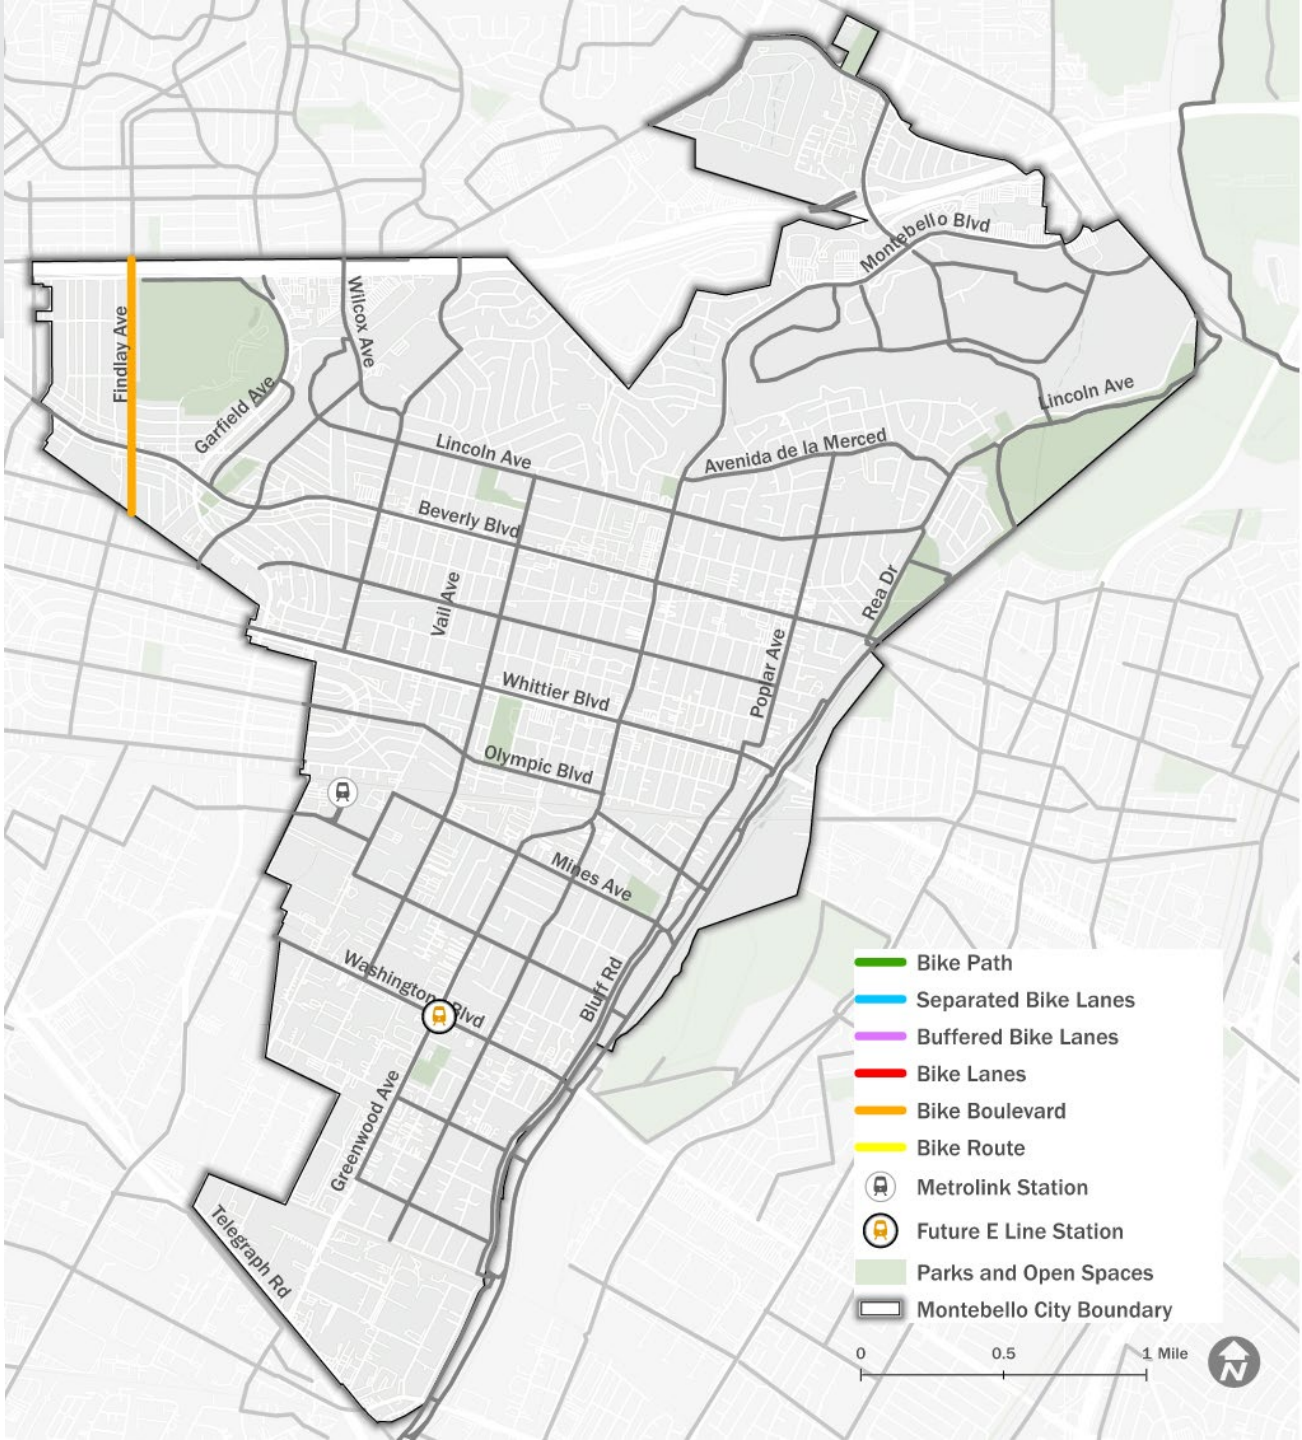 Montebello Blvd
Findlay Ave
Wilcox Ave
Garfield Ave
Lincoln Ave
Lincoln Ave
Avenida de la Merced
Beverly Blvd
Vail Ave
Rea Dr
Poplar Ave
Whittier Blvd
Olympic Blvd
Mines Ave
Washington Blvd
Bluff Rd
Greenwood Ave
Telegraph Rd
Bike Path
Separated Bike Lanes
Buffered Bike Lanes
Bike Lanes
Bike Boulevard
Bike Route
Metrolink Station
Future E Line Station
Parks and Open Spaces
Montebello City Boundary
0 0.5 1 Mile
N